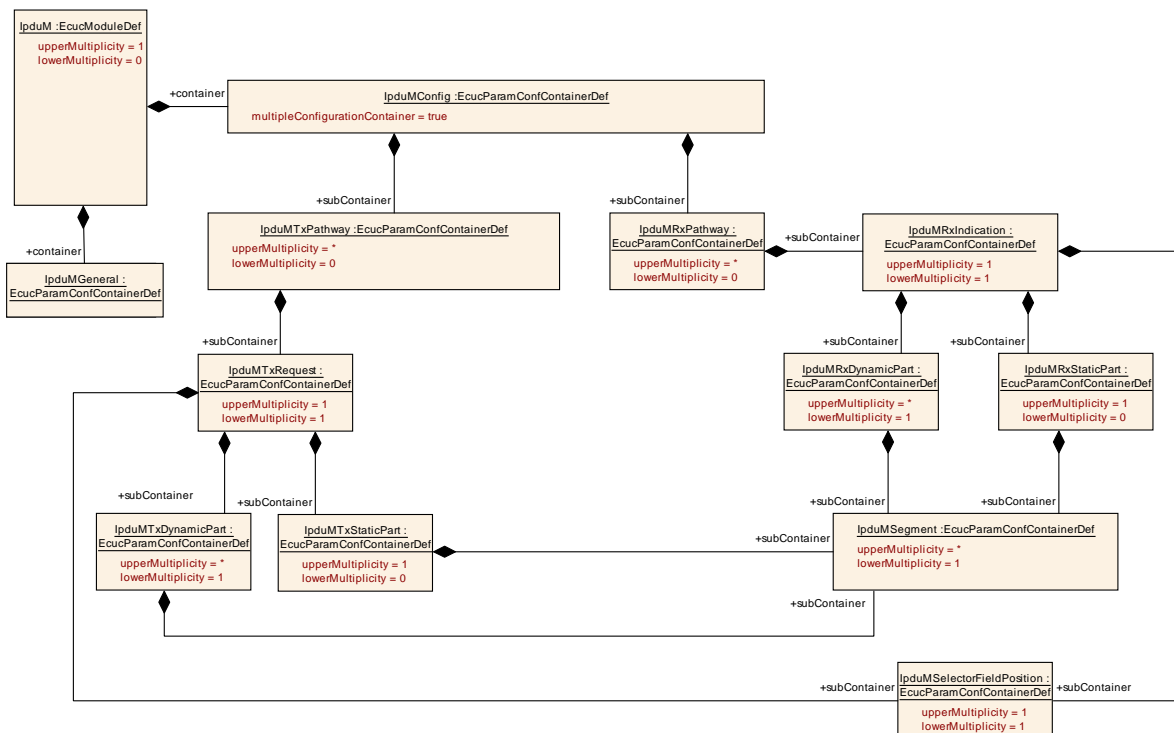 IpduM :EcucModuleDef
upperMultiplicity = 1
lowerMultiplicity = 0
+container
IpduMConfig :EcucParamConfContainerDef
multipleConfigurationContainer = true
+subContainer
+subContainer
+container
IpduMGeneral :
EcucParamConfContainerDef
IpduMTxPathway :EcucParamConfContainerDef
upperMultiplicity = *
lowerMultiplicity = 0
IpduMRxPathway :
EcucParamConfContainerDef
upperMultiplicity = *
lowerMultiplicity = 0
+subContainer
IpduMRxIndication :
EcucParamConfContainerDef
upperMultiplicity = 1
lowerMultiplicity = 1
+subContainer
+subContainer
+subContainer
IpduMTxRequest :
EcucParamConfContainerDef
upperMultiplicity = 1
lowerMultiplicity = 1
IpduMRxDynamicPart :
EcucParamConfContainerDef
upperMultiplicity = *
lowerMultiplicity = 1
IpduMRxStaticPart :
EcucParamConfContainerDef
upperMultiplicity = 1
lowerMultiplicity = 0
+subContainer
+subContainer
+subContainer
+subContainer
IpduMTxDynamicPart :
EcucParamConfContainerDef
upperMultiplicity = *
lowerMultiplicity = 1
IpduMTxStaticPart :
EcucParamConfContainerDef
upperMultiplicity = 1
lowerMultiplicity = 0
+subContainer
IpduMSegment :EcucParamConfContainerDef
upperMultiplicity = *
lowerMultiplicity = 1
+subContainer
+subContainer
IpduMSelectorFieldPosition :
EcucParamConfContainerDef
upperMultiplicity = 1
lowerMultiplicity = 1
+subContainer